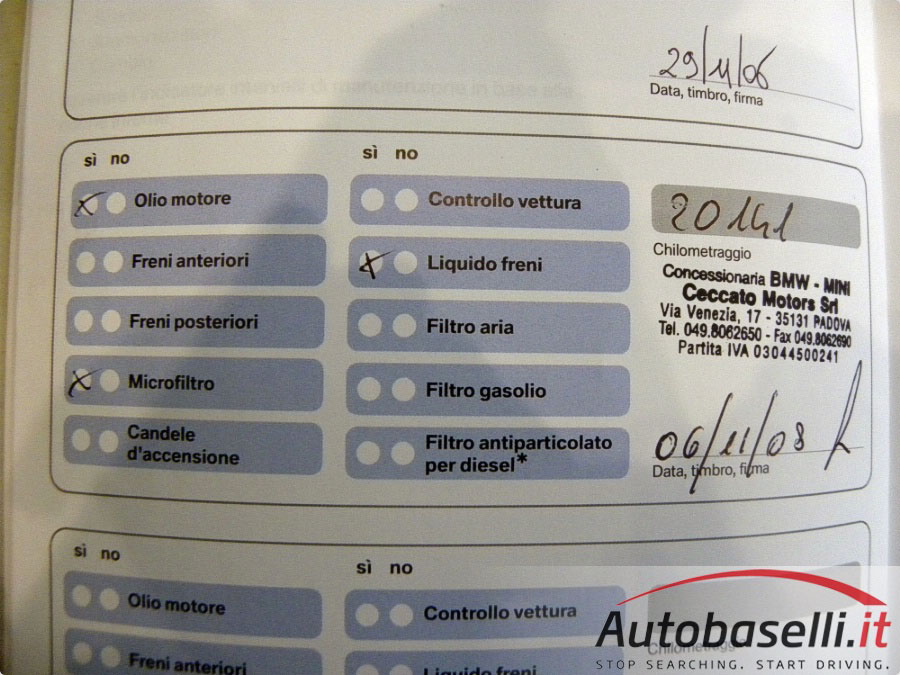 29/11/06
Data, timbro, firma
sì no
sì no
Olio motore
Controllo vettura
20141
Chilometraggio
Freni anteriori
Liquido freni
Concessionaria BMW - MINI
Ceccato Motors Srl
Via Venezia, 17 - 35131 PADOVA
Tel. 049.8062650 - Fax 049.8062690
Partita IVA 03044500241
Freni posteriori
Filtro aria
Microfiltro
Filtro gasolio
Candele
d'accensione
Filtro antiparticolato
per diesel*
06/11/08
Data, timbro, firma
sì no
sì no
Olio motore
Controllo vettura
Freni anteriori
Liquido freni
Autobaselli.it
STOP SEARCHING. START DRIVING.